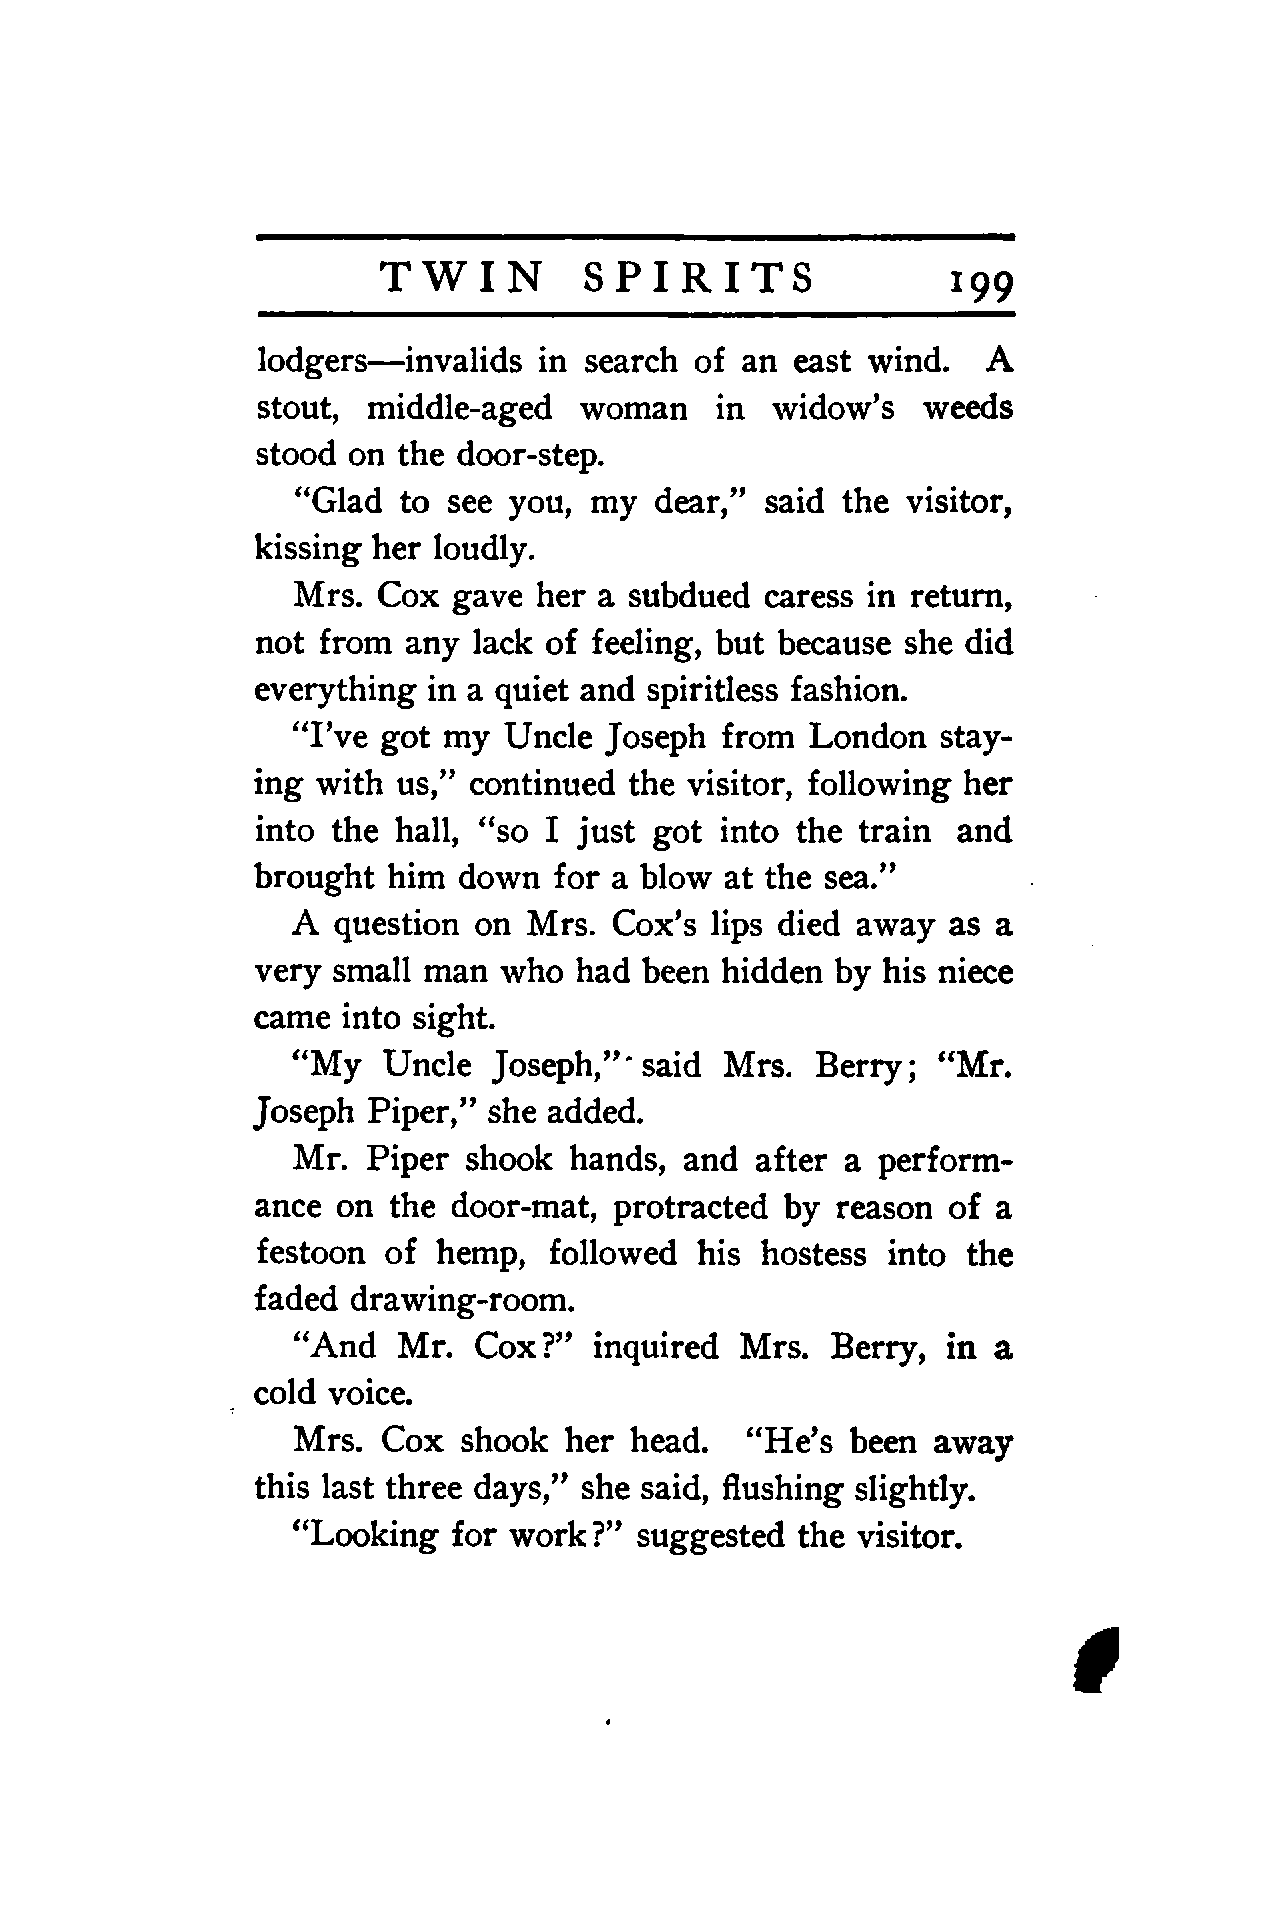 TWIN SPIRITS 199
lodgers—invalids in search of an east wind. A
stout, middle-aged woman in widow's weeds
stood on the door-step.
"Glad to see you, my dear," said the visitor,
kissing her loudly.
Mrs. Cox gave her a subdued caress in return,
not from any lack of feeling, but because she did
everything in a quiet and spiritless fashion.
"I've got my Uncle Joseph from London stay-
ing with us," continued the visitor, following her
into the hall, "so I just got into the train and
brought him down for a blow at the sea."
A question on Mrs. Cox's lips died away as a
very small man who had been hidden by his niece
came into sight.
"My Uncle Joseph," said Mrs. Berry; "Mr.
Joseph Piper," she added.
Mr. Piper shook hands, and after a perform-
ance on the door-mat, protracted by reason of a
festoon of hemp, followed his hostess into the
faded drawing-room.
"And Mr. Cox?" inquired Mrs. Berry, in a
cold voice.
Mrs. Cox shook her head. "He's been away
this last three days," she said, flushing slightly.
"Looking for work?" suggested the visitor.